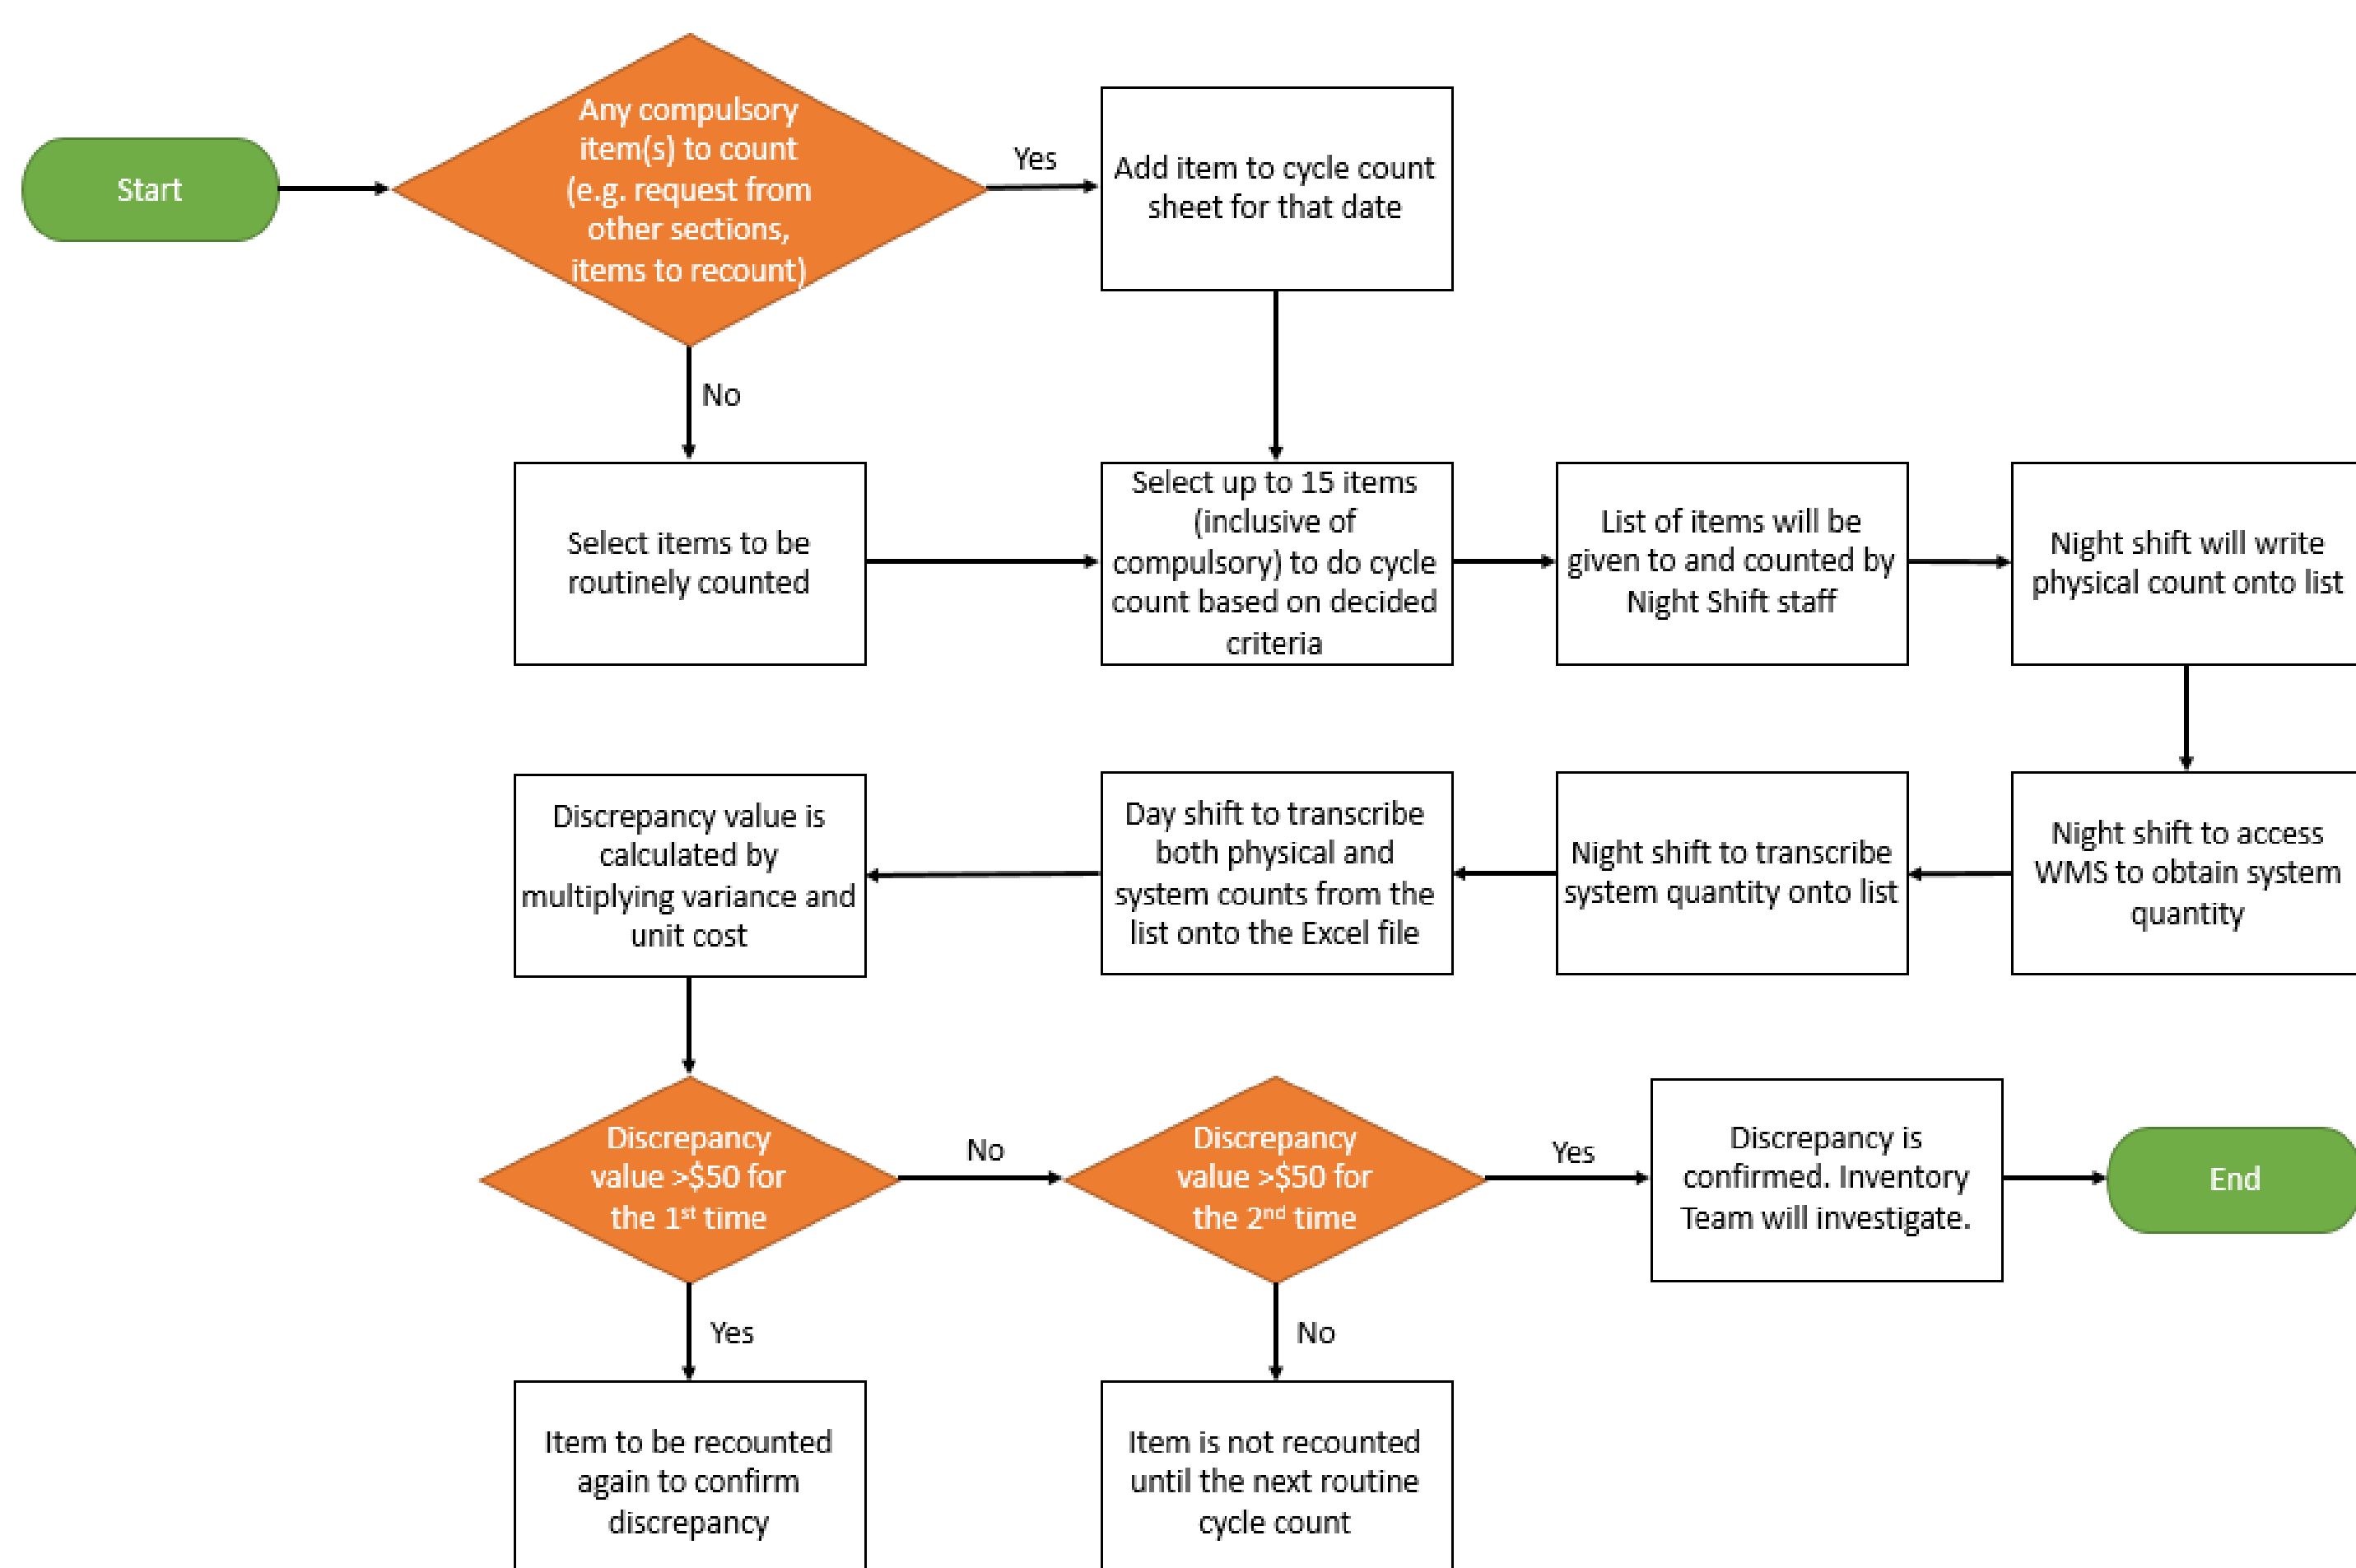 Start
Any compulsory
item(s) to count
(e.g. request from
other sections,
items to recount)
Yes
Add item to cycle count
sheet for that date
No
Select items to be
routinely counted
Select up to 15 items
(inclusive of
compulsory) to do cycle
count based on decided
criteria
List of items will be
given to and counted by
Night Shift staff
Night shift will write
physical count onto list
Night shift to access
WMS to obtain system
quantity
Night shift to transcribe
system quantity onto list
Day shift to transcribe
both physical and
system counts from the
list onto the Excel file
Discrepancy value is
calculated by
multiplying variance and
unit cost
Discrepancy
value >$50 for
the 1st time
No
Discrepancy
value >$50 for
the 2nd time
Yes
Discrepancy is
confirmed. Inventory
Team will investigate.
End
Yes
Item to be recounted
again to confirm
discrepancy
No
Item is not recounted
until the next routine
cycle count